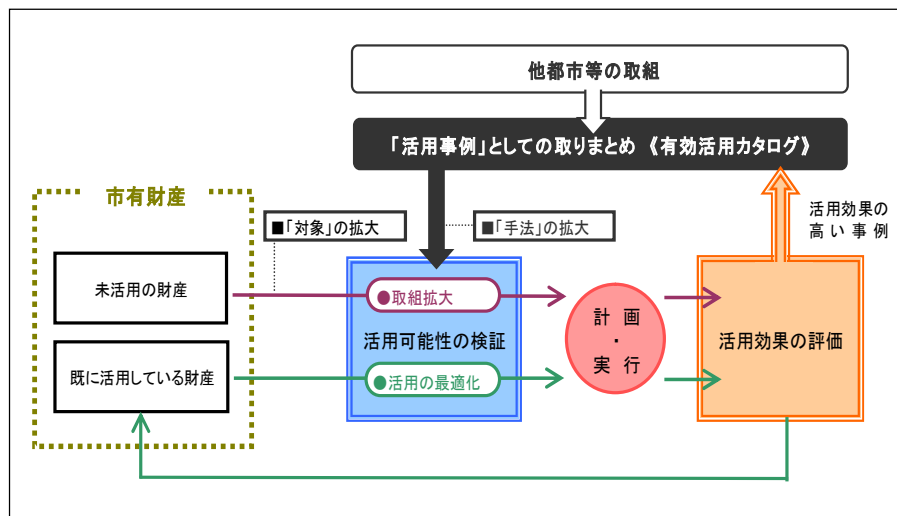 他都市等の取組
「活用事例」としての取りまとめ 《有効活用カタログ》
市有財産
■「対象」の拡大
■「手法」の拡大
活用効果の
高い事例
未活用の財産
●取組拡大
計画
・
実行
活用可能性の検証
活用効果の評価
既に活用している財産
●活用の最適化